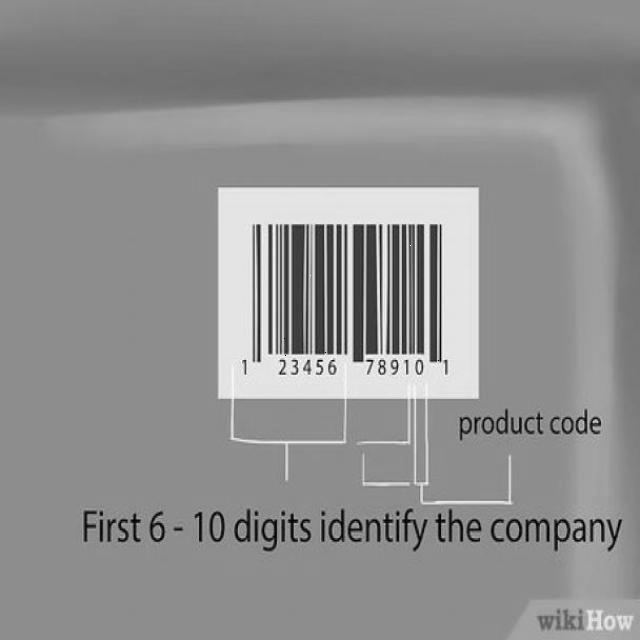 1 23456 78910 1
product code
First 6 - 10 digits identify the company
wikiHow